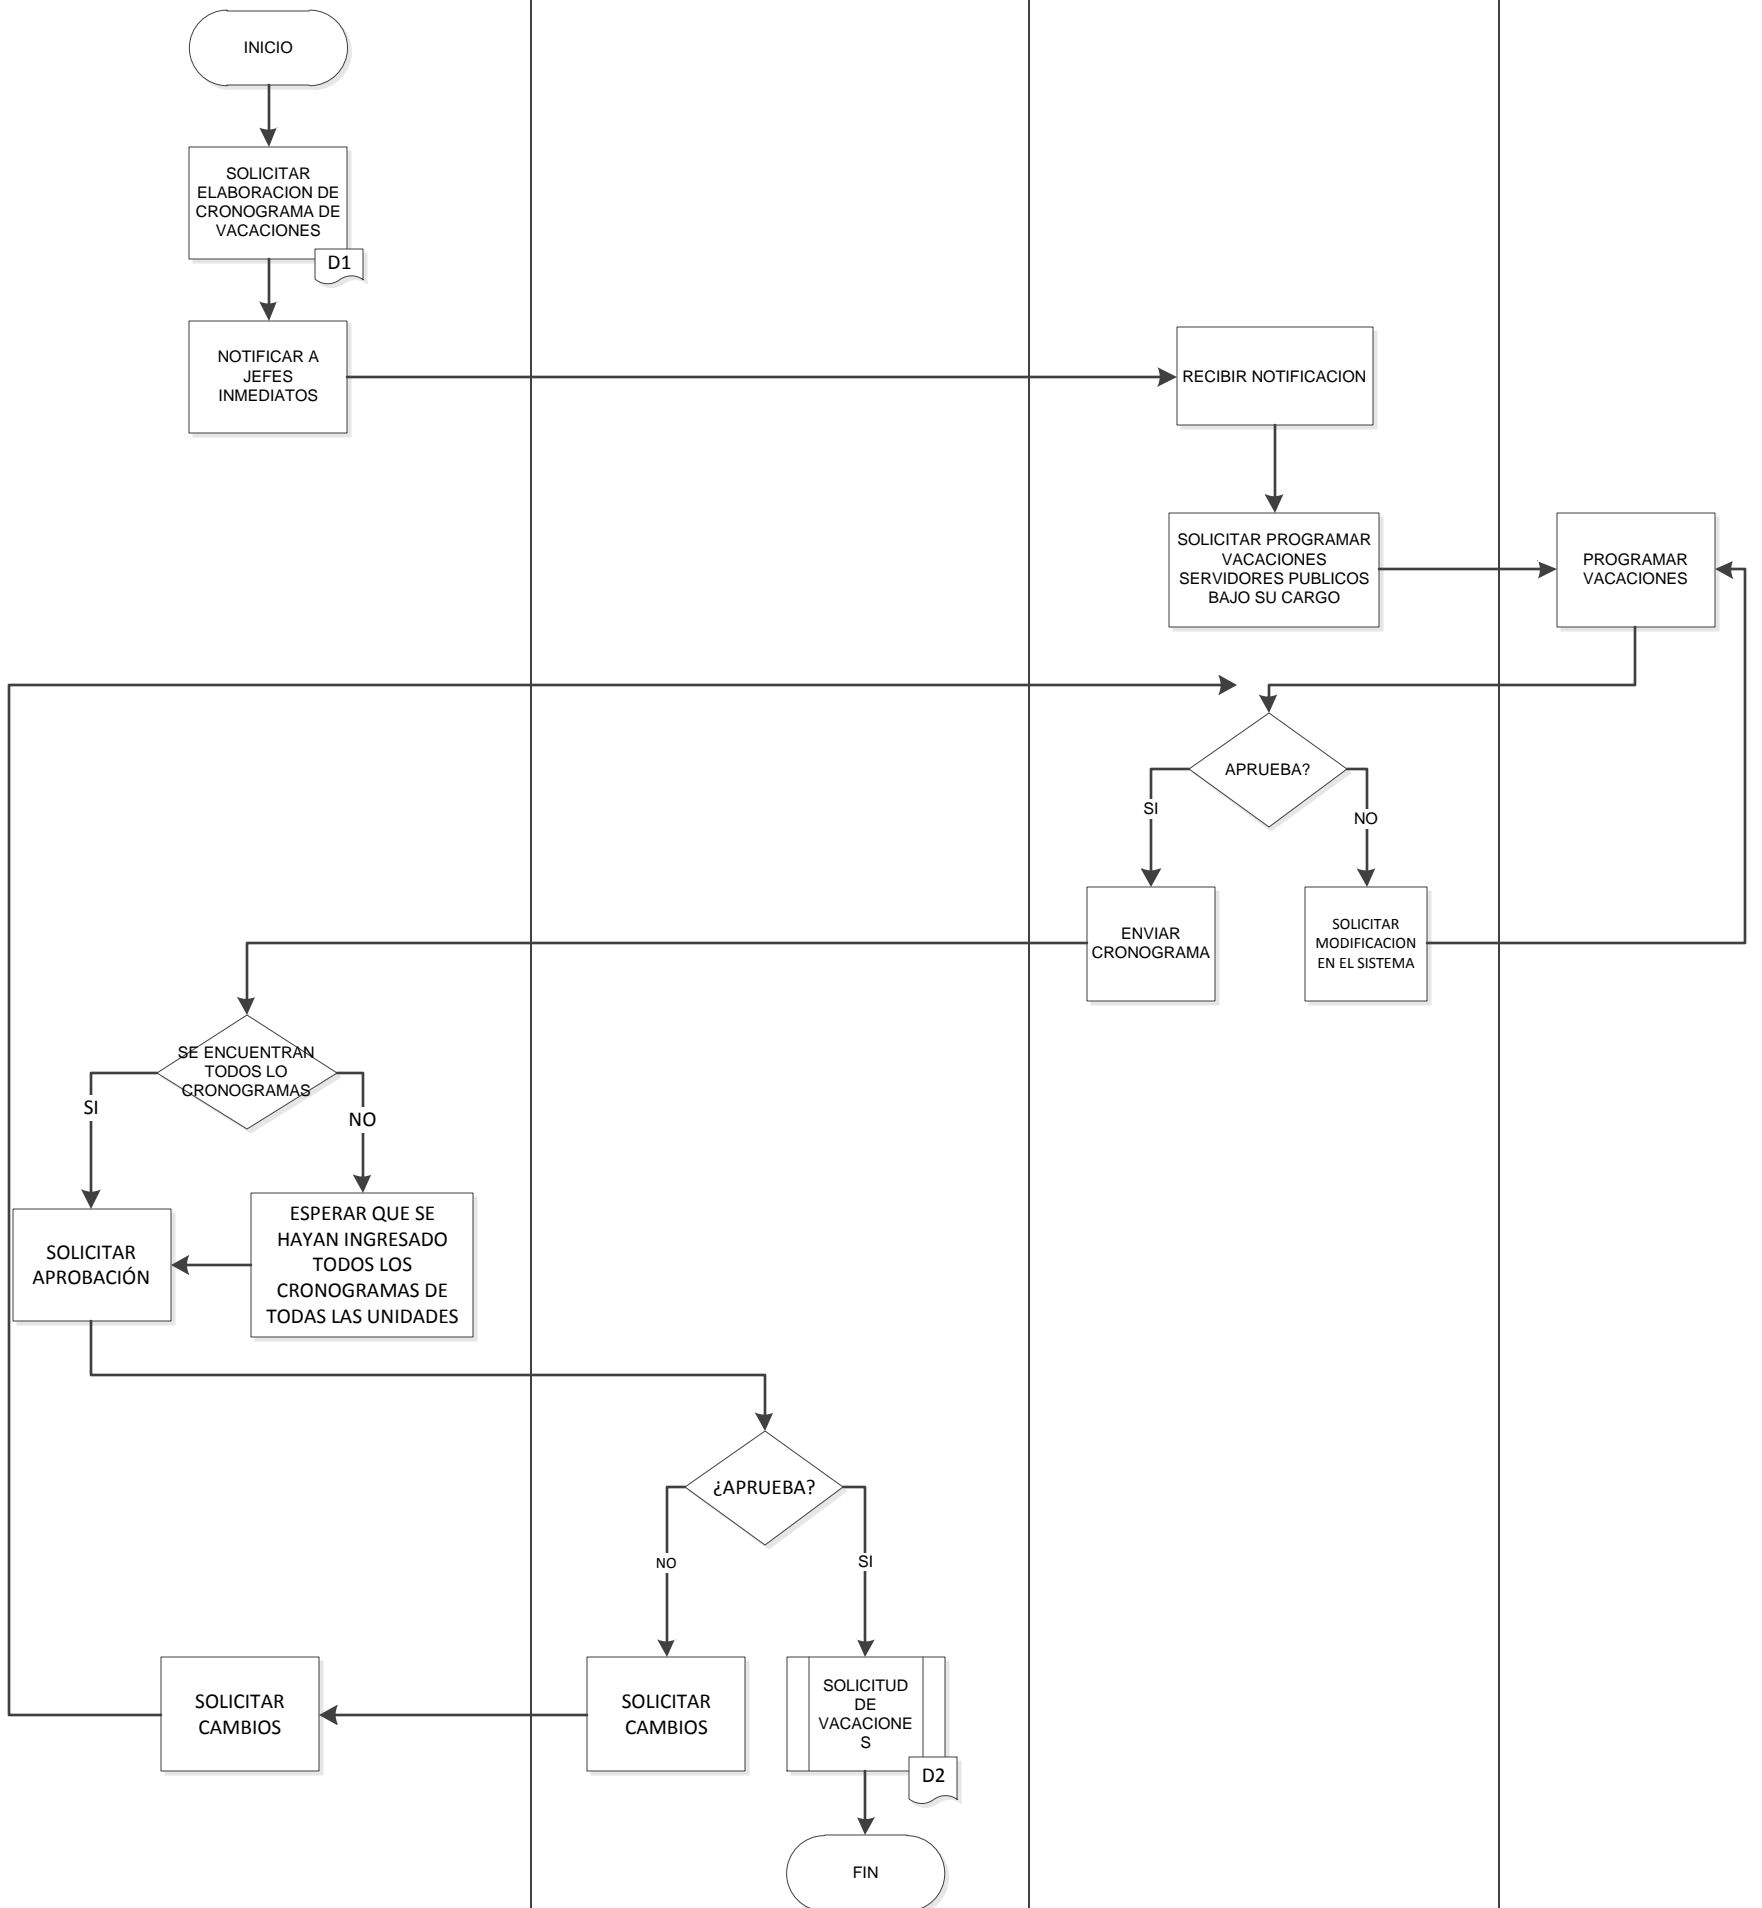 INICIO
SOLICITAR
ELABORACION DE
CRONOGRAMA DE
VACACIONES
D1
NOTIFICAR A
JEFES
INMEDIATOS
RECIBIR NOTIFICACION
SOLICITAR PROGRAMAR
VACACIONES
SERVIDORES PUBLICOS
BAJO SU CARGO
PROGRAMAR
VACACIONES
APRUEBA?
SI
NO
ENVIAR
CRONOGRAMA
SOLICITAR
MODIFICACION
EN EL SISTEMA
SE ENCUENTRAN
TODOS LO
CRONOGRAMAS
SI
NO
SOLICITAR
APROBACIÓN
ESPERAR QUE SE
HAYAN INGRESADO
TODOS LOS
CRONOGRAMAS DE
TODAS LAS UNIDADES
¿APRUEBA?
NO
SI
SOLICITAR
CAMBIOS
SOLICITAR
CAMBIOS
SOLICITUD
DE
VACACIONE
S
D2
FIN